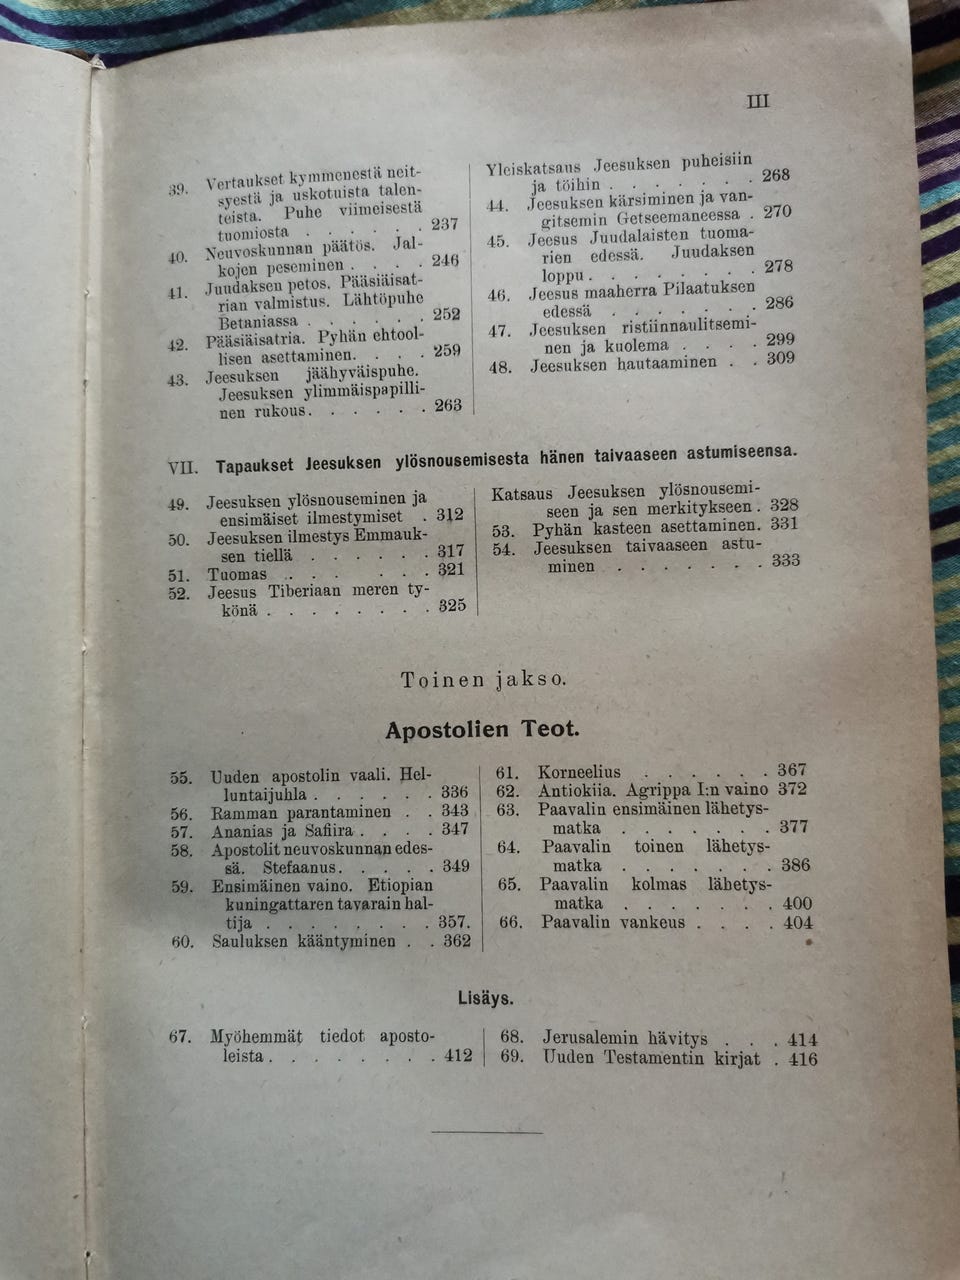 III
39. Vertaukset kymmenestä neit-
syestä ja uskotuista talen-
teista. Puhe viimeisestä
tuomiosta . . . . . . 237
40. Neuvoskunnan päätös. Jal-
kojen peseminen . . . . 246
41. Juudaksen petos. Pääsiäisat-
rian valmistus. Lähtöpuhe
Betaniassa . . . . . . 252
42. Pääsiäisatria. Pyhän ehtool-
lisen asettaminen. . . . 259
43. Jeesuksen jäähyväispuhe.
Jeesuksen ylimmäispapilli-
nen rukous. . . . . . 263
Yleiskatsaus Jeesuksen puheisiin
ja töihin . . . . . . . 268
44. Jeesuksen kärsiminen ja van-
gitsemin Getseemaneessa . 270
45. Jeesus Juudalaisten tuoma-
rien edessä. Juudaksen
loppu . . . . . . . . 278
46. Jeesus maaherra Pilaatuksen
edessä . . . . . . . 286
47. Jeesuksen ristiinnaulitsemi-
nen ja kuolema . . . . 299
48. Jeesuksen hautaaminen . . 309
VII. Tapaukset Jeesuksen ylösnousemisesta hänen taivaaseen astumiseensa.
49. Jeesuksen ylösnouseminen ja
ensimäiset ilmestymiset . 312
50. Jeesuksen ilmestys Emmauk-
sen tiellä . . . . . . 317
51. Tuomas . . . . . . 321
52. Jeesus Tiberiaan meren ty-
könä . . . . . . . . 325
Katsaus Jeesuksen ylösnousemi-
seen ja sen merkitykseen . 328
53. Pyhän kasteen asettaminen. 331
54. Jeesuksen taivaaseen astu-
minen . . . . . . . 333
Toinen jakso.
Apostolien Teot.
55. Uuden apostolin vaali. Hel-
luntaijuhla . . . . . . 336
56. Ramman parantaminen . . 343
57. Ananias ja Safiira . . . . 347
58. Apostolit neuvoskunnan edes-
sä. Stefaanus. . . . . 349
59. Ensimäinen vaino. Etiopian
kuningattaren tavarain hal-
tija . . . . . . . . 357.
60. Sauluksen kääntyminen . . 362
61. Korneelius . . . . . . 367
62. Antiokiia. Agrippa I:n vaino 372
63. Paavalin ensimäinen lähetys-
matka . . . . . . . 377
64. Paavalin toinen lähetys-
matka . . . . . . . 386
65. Paavalin kolmas lähetys-
matka . . . . . . . 400
66. Paavalin vankeus . . . . 404
Lisäys.
67. Myöhemmät tiedot aposto-
leista . . . . . . . . 412
68. Jerusalemin hävitys . . . 414
69. Uuden Testamentin kirjat . 416